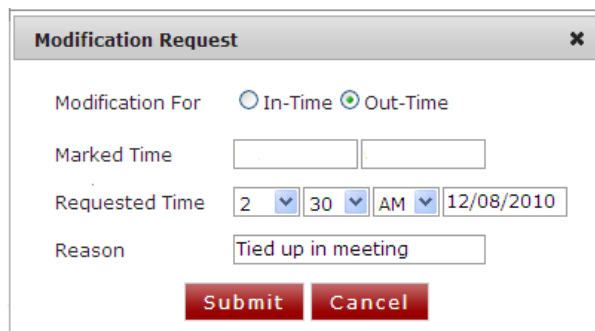 Modification Request
Modification For In-Time Out-Time
Marked Time
Requested Time 2 30 AM 12/08/2010
Reason Tied up in meeting
Submit Cancel